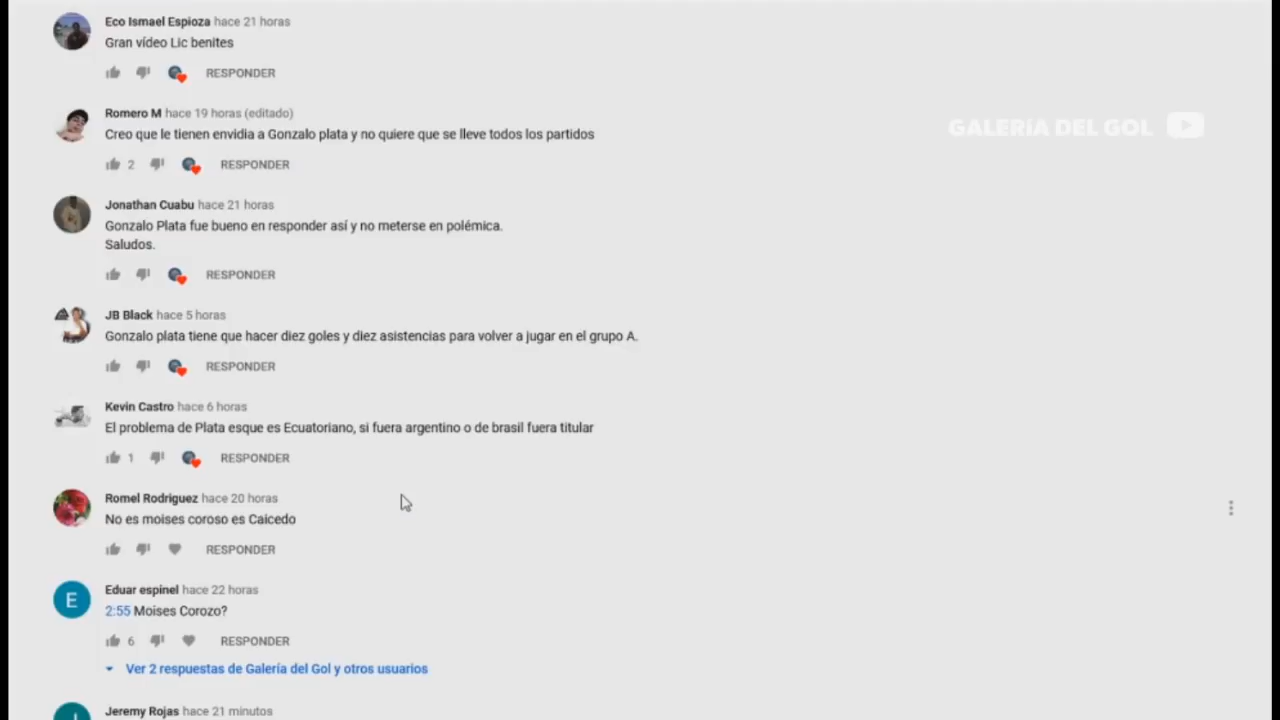 Eco Ismael Espioza hace 21 horas
Gran vídeo Lic benites
RESPONDER
Romero M hace 19 horas (editado)
GALERÍA DEL GOL
Creo que le tienen envidia a Gonzalo plata y no quiere que se lleve todos los partidos
2 RESPONDER
Jonathan Cuabu hace 21 horas
Gonzalo Plata fue bueno en responder así y no meterse en polémica.
Saludos.
RESPONDER
JB Black hace 5 horas
Gonzalo plata tiene que hacer diez goles y diez asistencias para volver a jugar en el grupo A.
RESPONDER
Kevin Castro hace 6 horas
El problema de Plata esque es Ecuatoriano, si fuera argentino o de brasil fuera titular
1 RESPONDER
Romel Rodriguez hace 20 horas
No es moises coroso es Caicedo
RESPONDER
E
Eduar espinel hace 22 horas
2:55 Moises Corozo?
6 RESPONDER
Ver 2 respuestas de Galería del Gol y otros usuarios
Jeremy Rojas hace 21 minutos